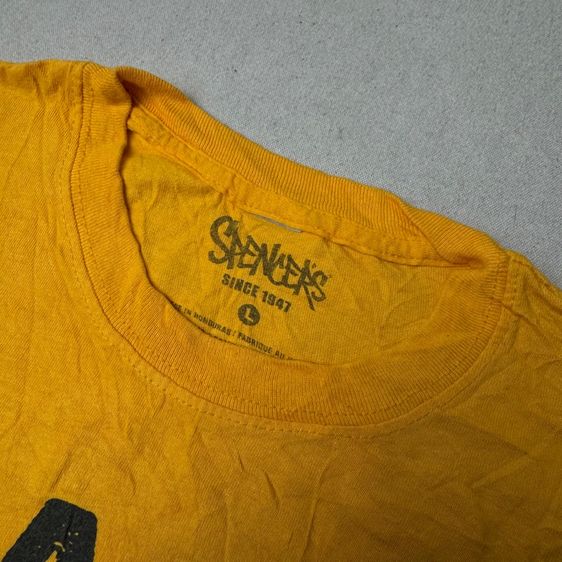 SPENCER'S
SINCE 1947
L
IN HONDURAS / FABRIQUE AU
A